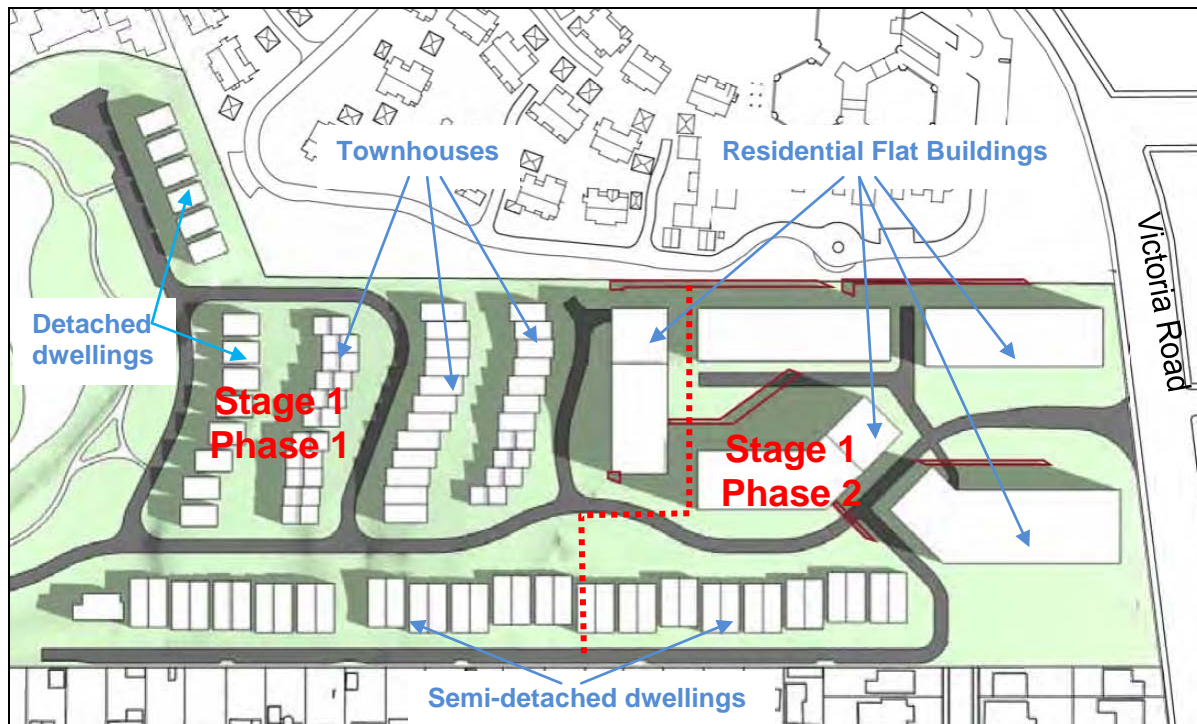 Townhouses
Residential Flat Buildings
Victoria Road
Detached
dwellings
Stage 1
Phase 1
Stage 1
Phase 2
Semi-detached dwellings